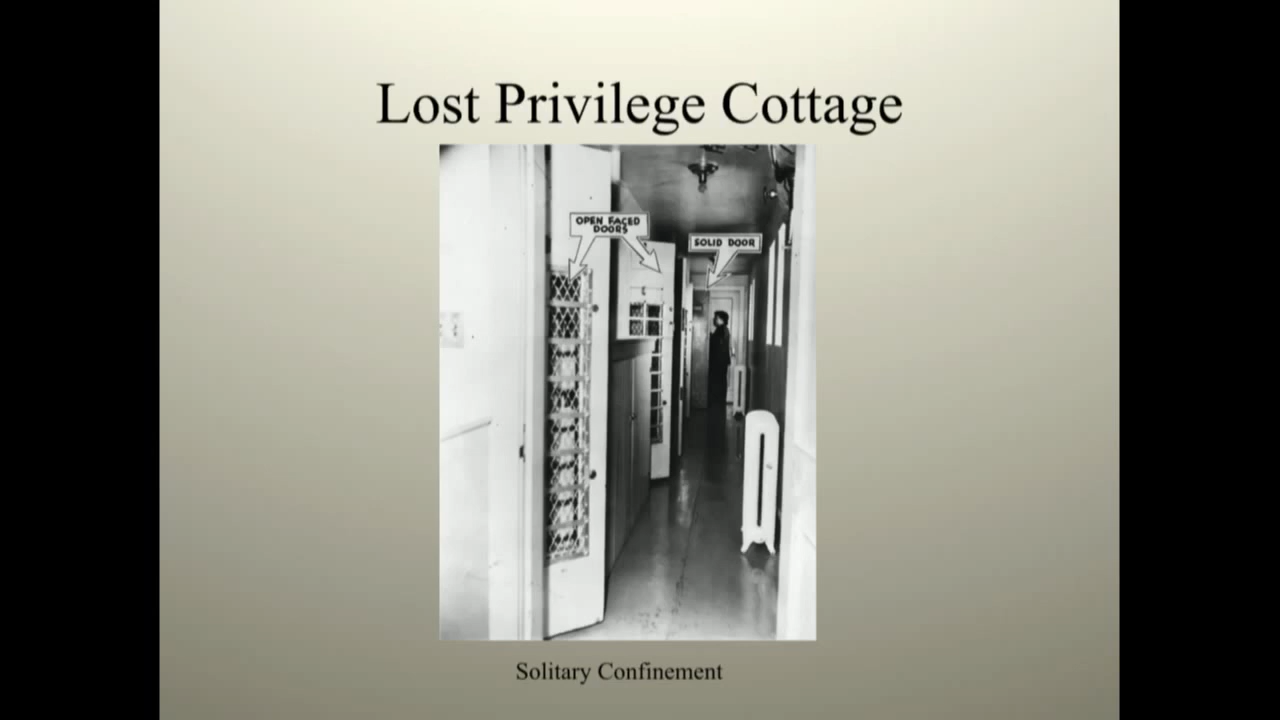 Lost Privilege Cottage
OPEN FACED
DOORS
SOLID DOOR
Solitary Confinement